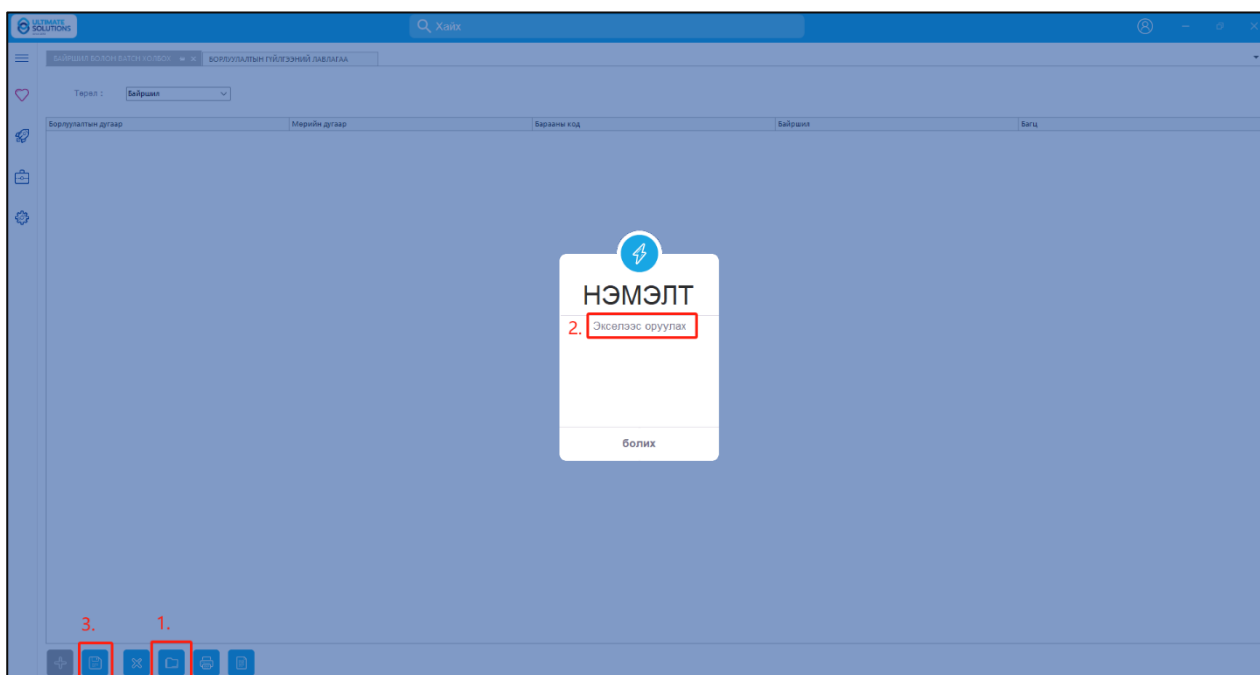 ULTIMATE
SOLUTIONS
Хайх
БАЙРШИЛ БОЛОН БАТСН ХОЛБОХ
БОРЛУУЛАЛТЫН ГҮЙЛГЭЭНИЙ ЛАВЛАГАА
Төрөл :
Байршил
Борлуулалтын дугаар
Мөрийн дугаар
Барааны код
Байршил
Багц
НЭМЭЛТ
2.
Экселээс оруулах
болих
3.
1.